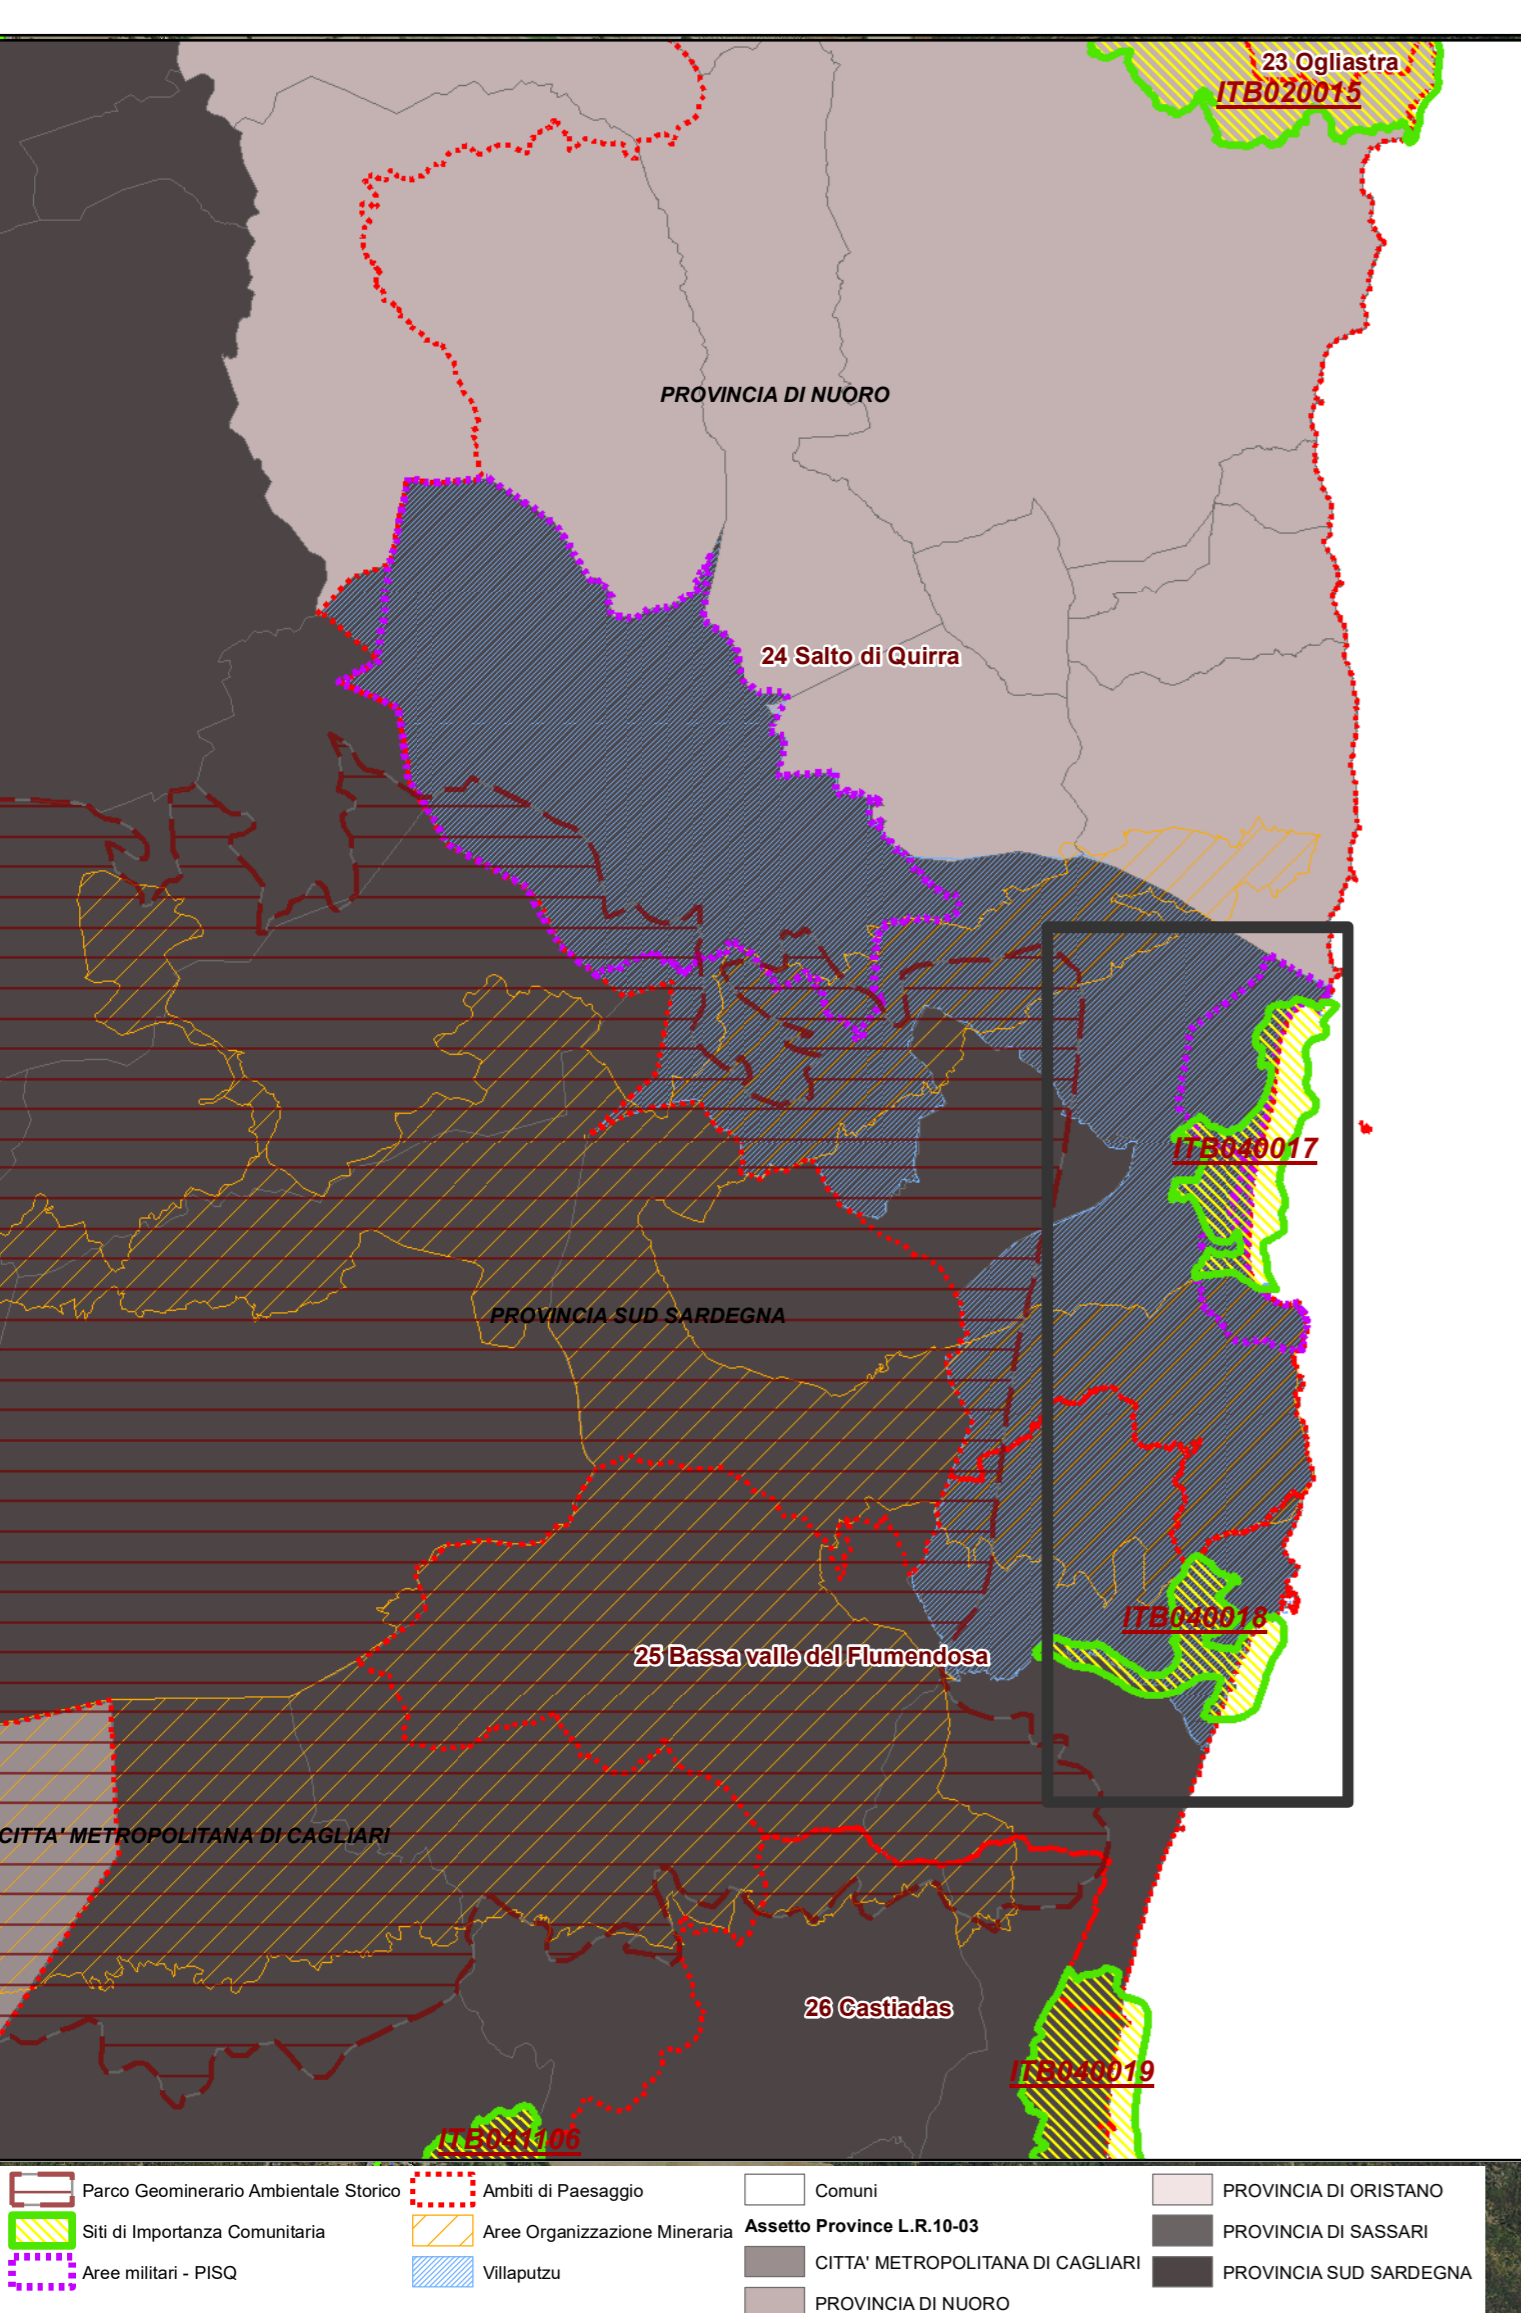 23 Ogliastra
ITB020015
PROVINCIA DI NUORO
24 Salto di Quirra
ITB040017
PROVINCIA SUD SARDEGNA
ITB040018
25 Bassa valle del Flumendosa
CITTA' METROPOLITANA DI CAGLIARI
26 Castiadas
ITB040019
ITB041106
Parco Geominerario Ambientale Storico
Siti di Importanza Comunitaria
Aree militari - PISQ
Ambiti di Paesaggio
Aree Organizzazione Mineraria
Villaputzu
Comuni
Assetto Province L.R.10-03
CITTA' METROPOLITANA DI CAGLIARI
PROVINCIA DI NUORO
PROVINCIA DI ORISTANO
PROVINCIA DI SASSARI
PROVINCIA SUD SARDEGNA